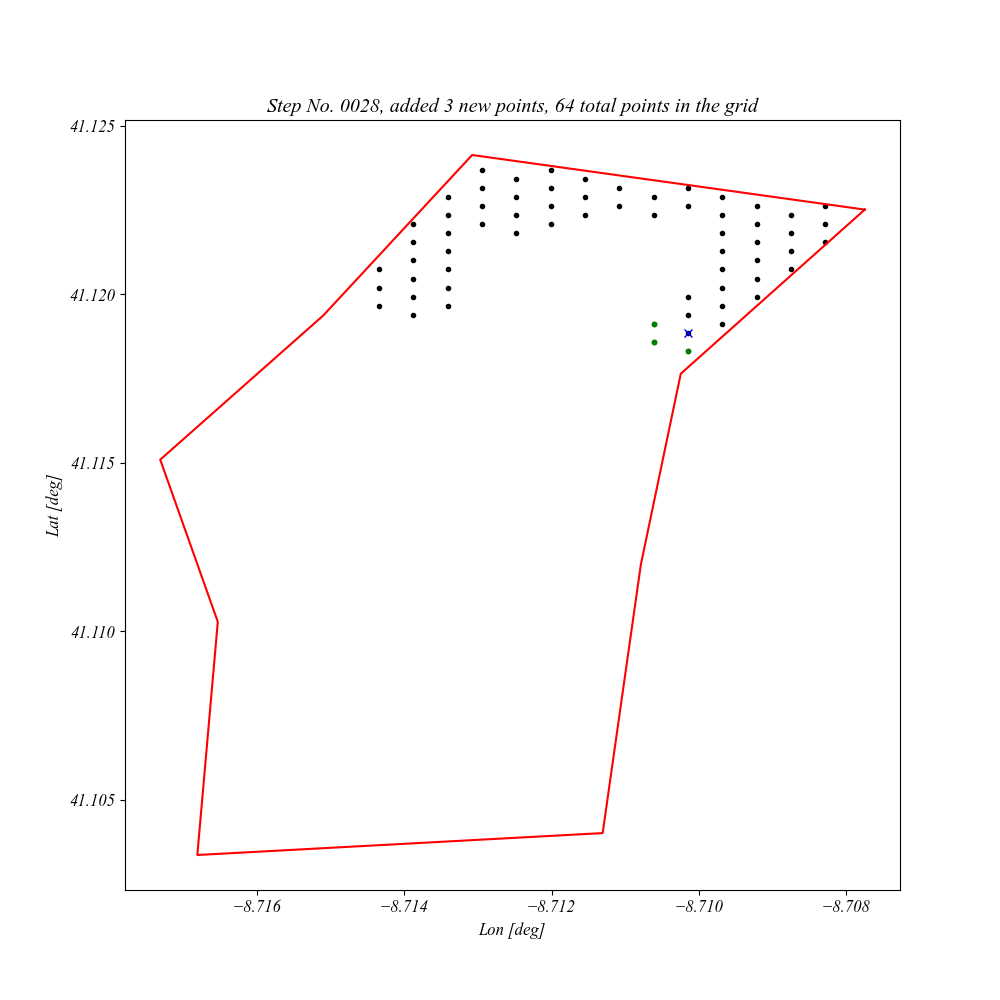 Step No. 0028, added 3 new points, 64 total points in the grid
41.125
41.120
41.115
41.110
41.105
Lat [deg]
−8.716 −8.714 −8.712 −8.710 −8.708
Lon [deg]